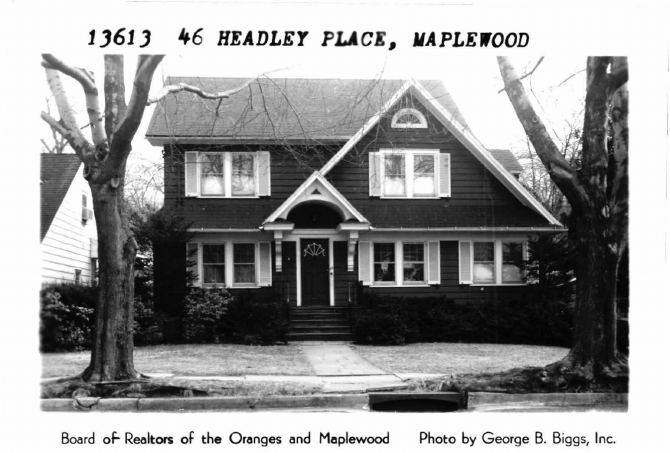 13613 46 HEADLEY PLACE, MAPLEWOOD
Board of Realtors of the Oranges and Maplewood Photo by George B. Biggs, Inc.